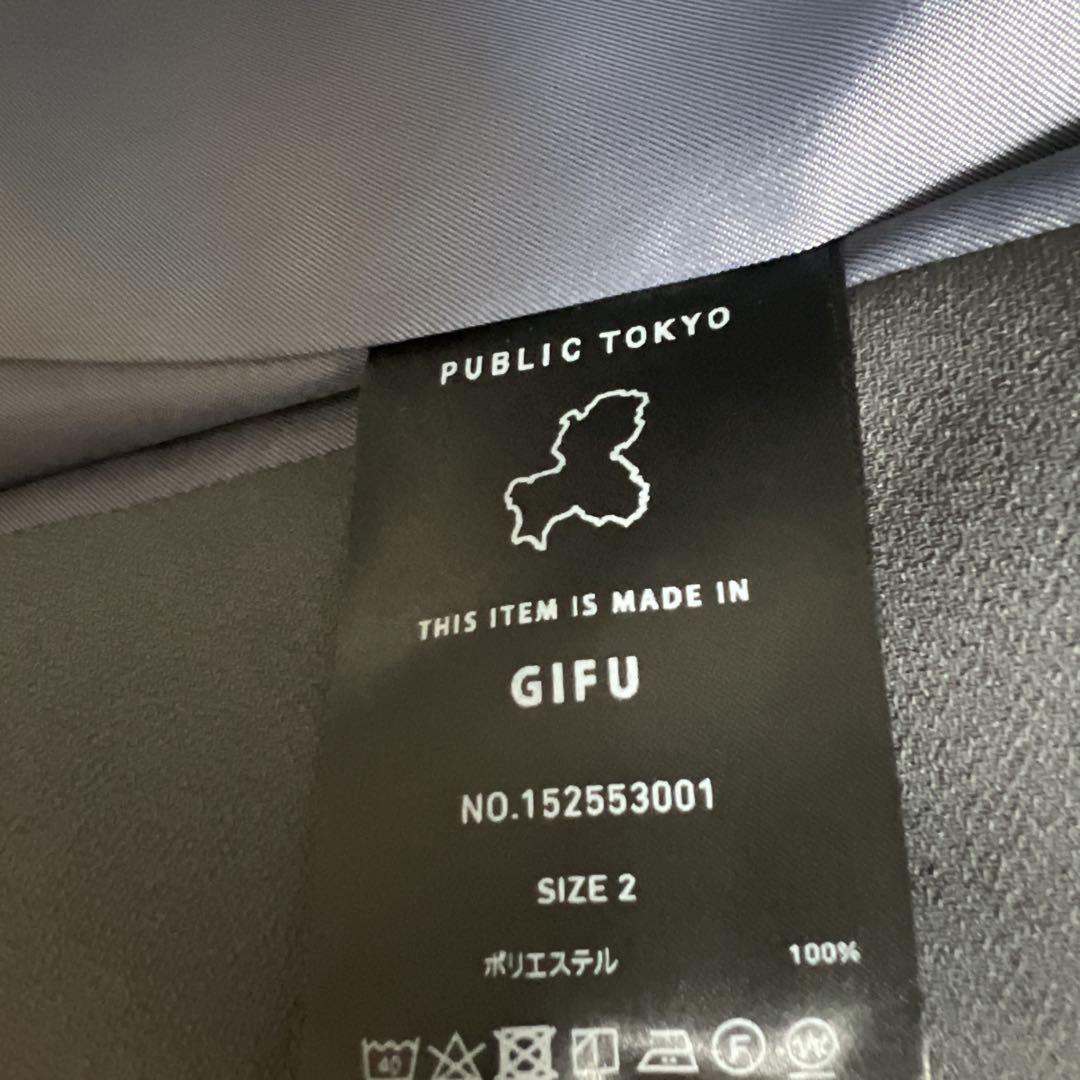 PUBLIC TOKYO
THIS ITEM IS MADE IN
GIFU
NO.152553001
SIZE 2
ポリエステル 100%
40 F W